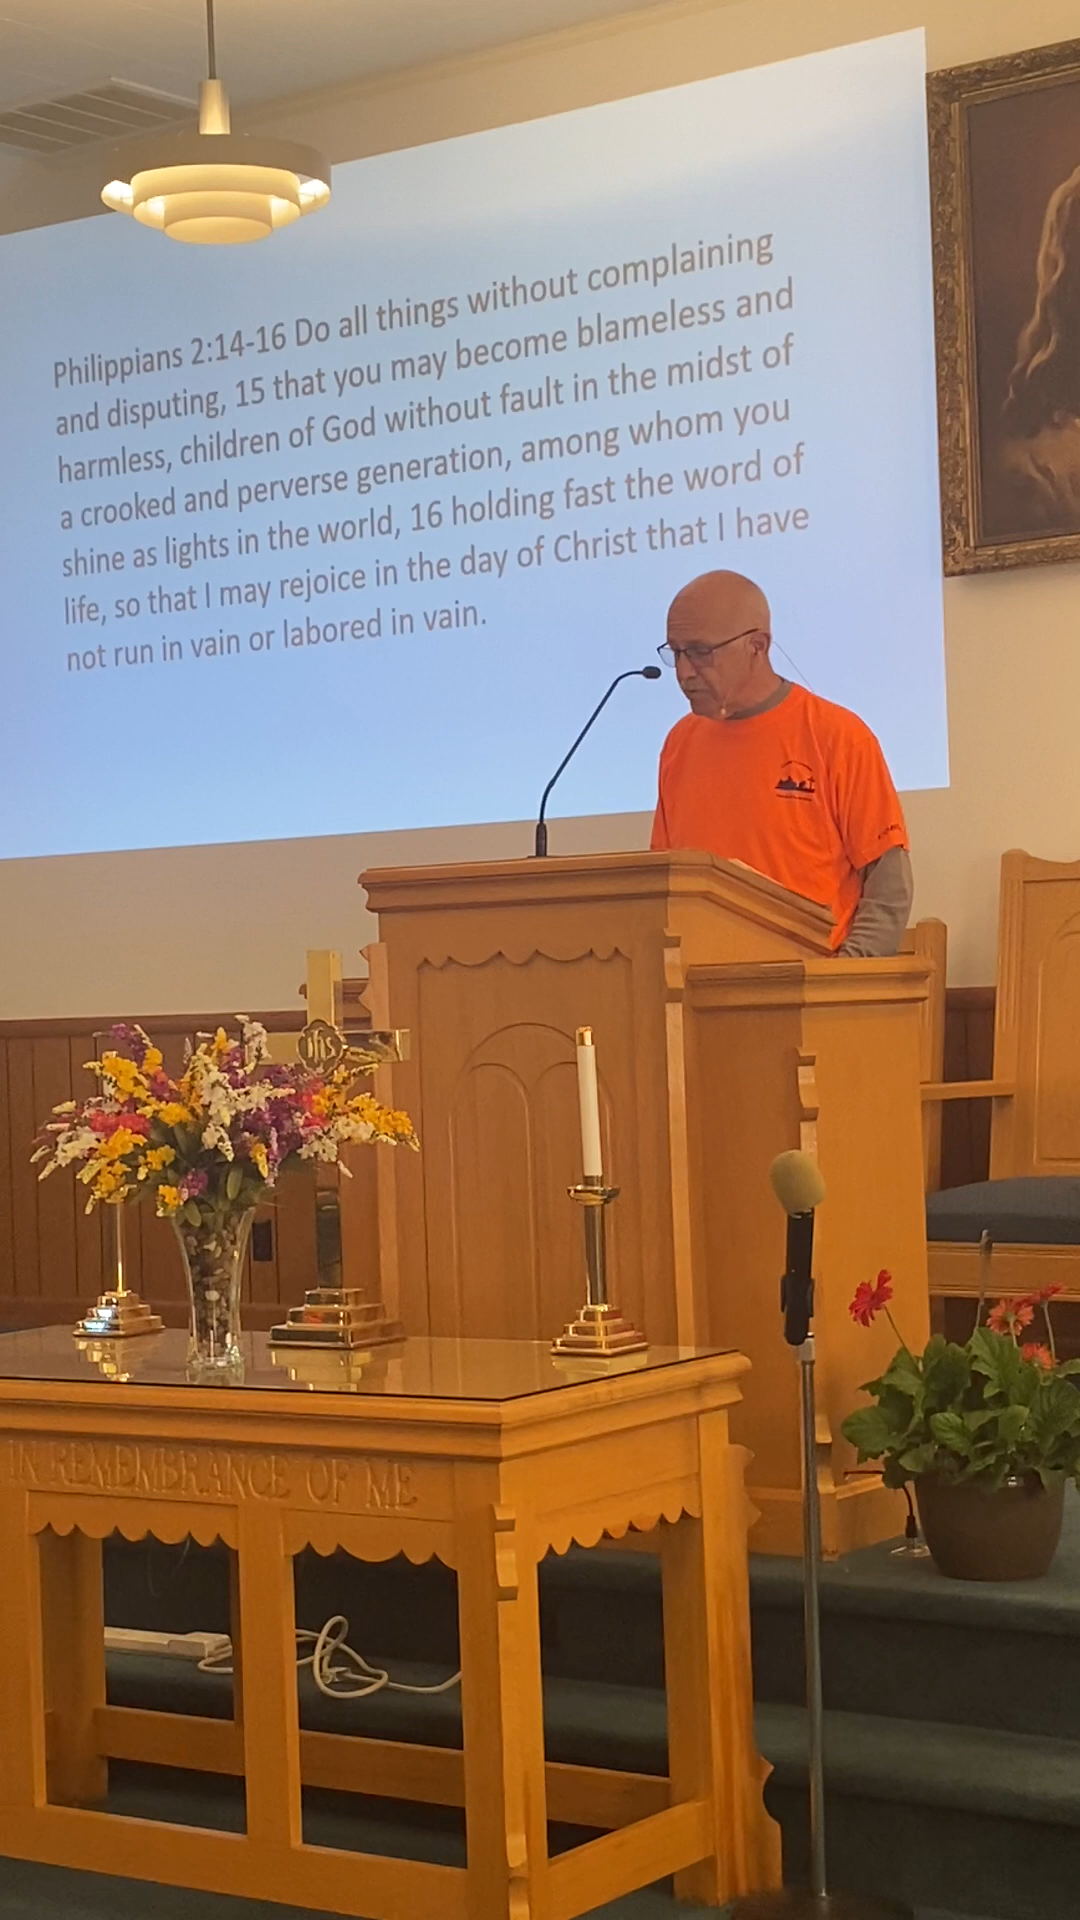 Philippians 2:14-16 Do all things without complaining
and disputing, 15 that you may become blameless and
harmless, children of God without fault in the midst of
a crooked and perverse generation, among whom you
shine as lights in the world, 16 holding fast the word of
life, so that I may rejoice in the day of Christ that I have
not run in vain or labored in vain.
IHS
IN REMEMBRANCE OF ME